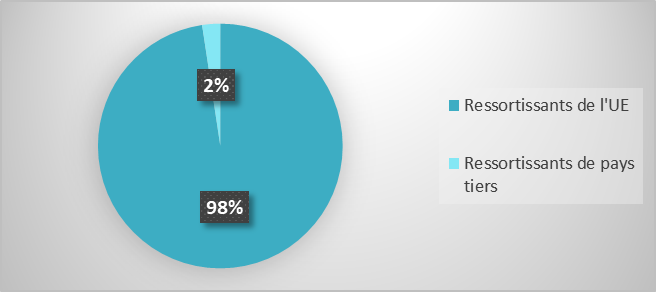 2%
98%
Ressortissants de l'UE
Ressortissants de pays
tiers